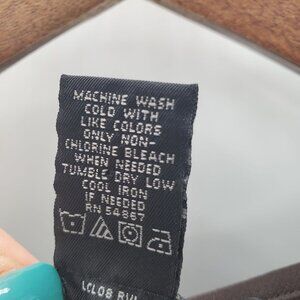 MACHINE WASH
COLD WITH
LIKE COLORS
ONLY NON-
CHLORINE BLEACH
WHEN NEEDED
TUMBLE DRY LOW
COOL IRON
IF NEEDED
RN 54867